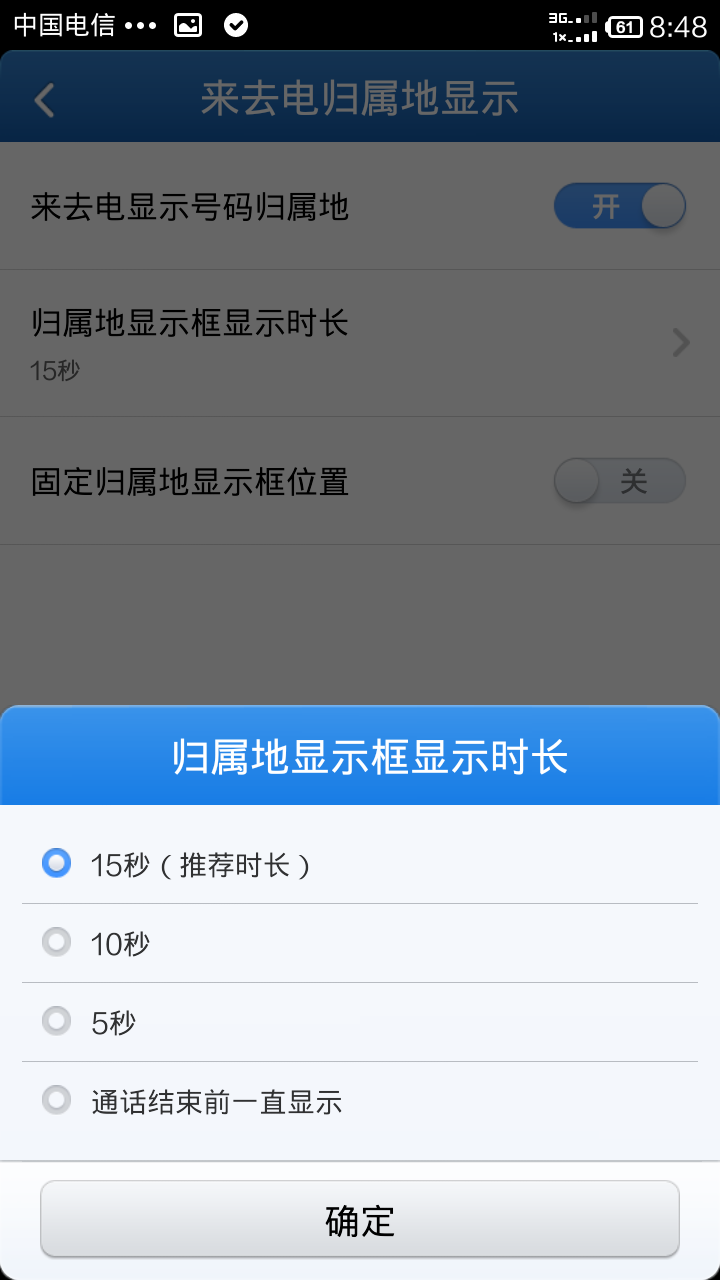 中国电信 ••• 3G 1x 61 8:48
来去电归属地显示
来去电显示号码归属地 开
归属地显示框显示时长
15秒
固定归属地显示框位置 关
归属地显示框显示时长
15秒（推荐时长）
10秒
5秒
通话结束前一直显示
确定